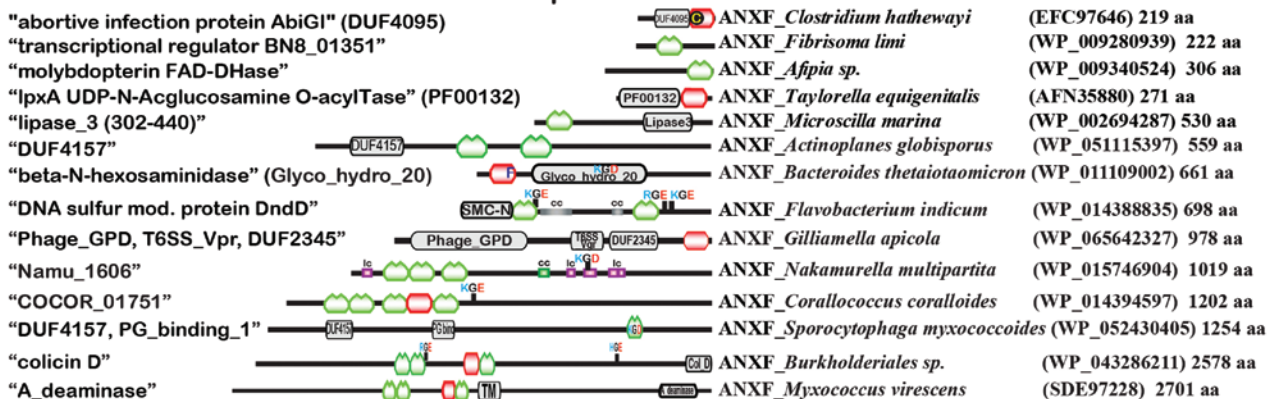 "abortive infection protein AbiGI" (DUF4095) DUF4095 C ANXF_Clostridium hathewayi (EFC97646) 219 aa
"transcriptional regulator BN8_01351" ANXF_Fibrisoma limi (WP_009280939) 222 aa
"molybdopterin FAD-DHase" ANXF_Afipia sp. (WP_009340524) 306 aa
"lpxA UDP-N-Acglucosamine O-acylTase" (PF00132) PF00132 ANXF_Taylorella equigenitalis (AFN35880) 271 aa
"lipase_3 (302-440)" Lipase3 ANXF_Microscilla marina (WP_002694287) 530 aa
"DUF4157" DUF4157 ANXF_Actinoplanes globisporus (WP_051115397) 559 aa
"beta-N-hexosaminidase" (Glyco_hydro_20) F KGD Glyco_hydro_20 ANXF_Bacteroides thetaiotaomicron (WP_011109002) 661 aa
KGE RGE KGE
"DNA sulfur mod. protein DndD" SMC-N cc cc ANXF_Flavobacterium indicum (WP_014388835) 698 aa
"Phage_GPD, T6SS_Vpr, DUF2345" Phage_GPD T6SS Vgr DUF2345 ANXF_Gilliamella apicola (WP_065642327) 978 aa
"Namu_1606" lc cc lc KGD lc ANXF_Nakamurella multipartita (WP_015746904) 1019 aa
"COCOR_01751" KGE ANXF_Corallococcus coralloides (WP_014394597) 1202 aa
"DUF4157, PG_binding_1" DUF415 PG bind KGD ANXF_Sporocytophaga myxococcoides (WP_052430405) 1254 aa
"colicin D" RGE Col_D ANXF_Burkholderiales sp. (WP_043286211) 2578 aa
"A_deaminase" TM A deaminase ANXF_Myxococcus virescens (SDE97228) 2701 aa